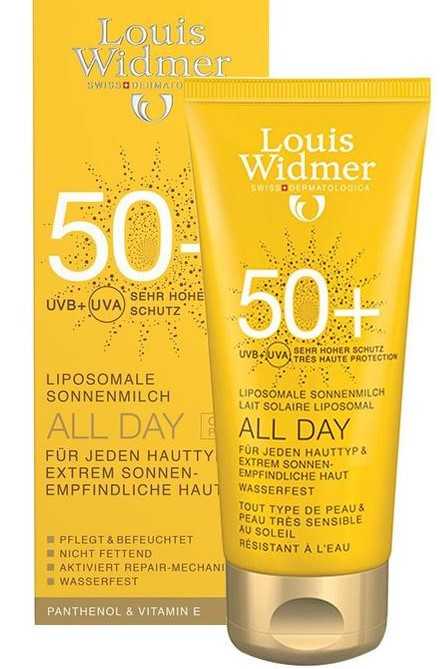 Louis
Widmer
SWISS DERMATOLOGICA
50+
UVB+ UVA SEHR HOHER
SCHUTZ
LIPOSOMALE
SONNENMILCH
ALL DAY
FÜR JEDEN HAUTTYP
EXTREM SONNEN-
EMPFINDLICHE HAUT
PFLEGT & BEFEUCHTET
NICHT FETTEND
AKTIVIERT REPAIR-MECHANI
WASSERFEST
PANTHENOL & VITAMIN E
Louis
Widmer
SWISS DERMATOLOGICA
50+
UVB+ UVA SEHR HOHER SCHUTZ
TRÈS HAUTE PROTECTION
LIPOSOMALE SONNENMILCH
LAIT SOLAIRE LIPOSOMAL
ALL DAY
FÜR JEDEN HAUTTYP &
EXTREM SONNEN-
EMPFINDLICHE HAUT
WASSERFEST
TOUT TYPE DE PEAU &
PEAU TRÈS SENSIBLE
AU SOLEIL
RÉSISTANT À L'EAU